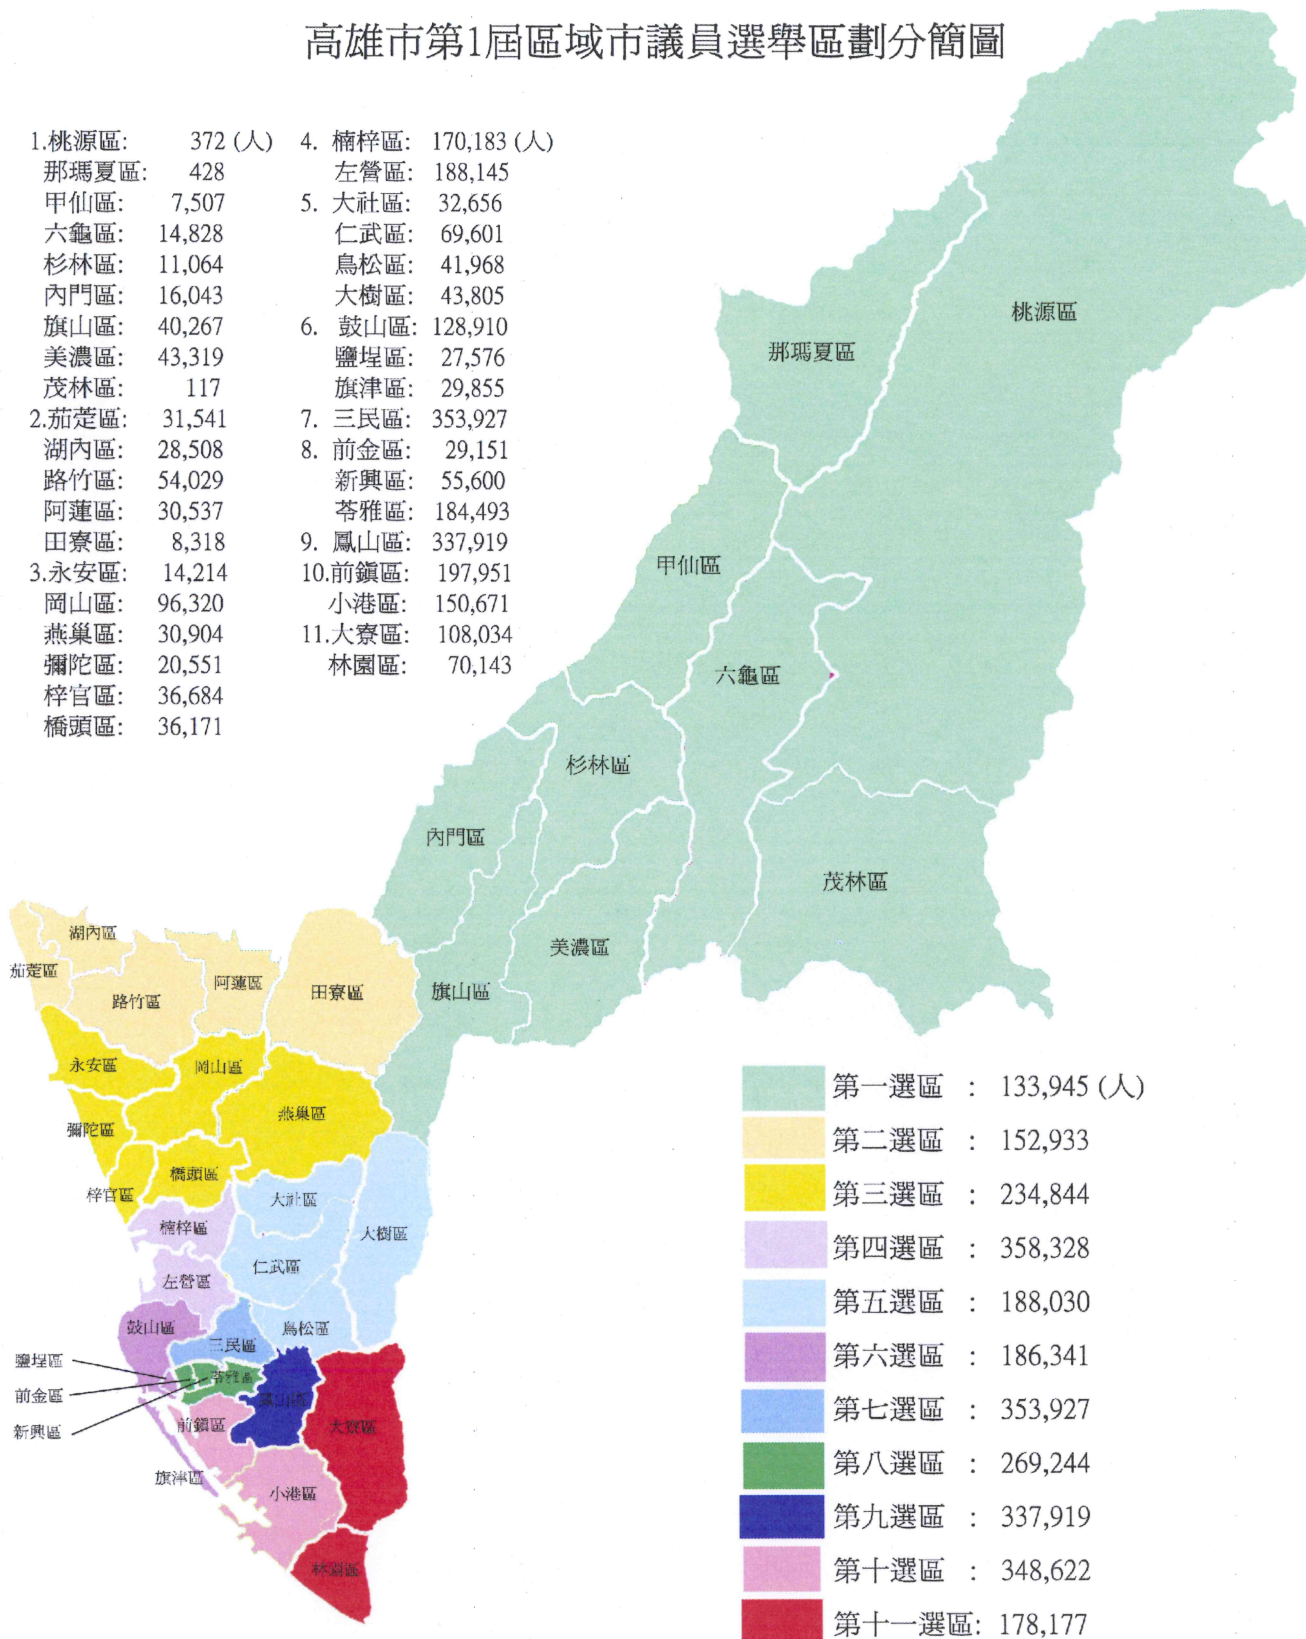 高雄市第1屆區域市議員選舉區劃分簡圖
1.桃源區: 372 (人)
那瑪夏區: 428
甲仙區: 7,507
六龜區: 14,828
杉林區: 11,064
內門區: 16,043
旗山區: 40,267
美濃區: 43,319
茂林區: 117
2.茄萣區: 31,541
湖內區: 28,508
路竹區: 54,029
阿蓮區: 30,537
田寮區: 8,318
3.永安區: 14,214
岡山區: 96,320
燕巢區: 30,904
彌陀區: 20,551
梓官區: 36,684
橋頭區: 36,171
4. 楠梓區: 170,183 (人)
左營區: 188,145
5. 大社區: 32,656
仁武區: 69,601
鳥松區: 41,968
大樹區: 43,805
6. 鼓山區: 128,910
鹽埕區: 27,576
旗津區: 29,855
7. 三民區: 353,927
8. 前金區: 29,151
新興區: 55,600
苓雅區: 184,493
9. 鳳山區: 337,919
10.前鎮區: 197,951
小港區: 150,671
11.大寮區: 108,034
林園區: 70,143
桃源區
那瑪夏區
甲仙區
六龜區
杉林區
內門區
茂林區
美濃區
旗山區
湖內區
茄萣區
路竹區
阿蓮區
田寮區
永安區
岡山區
燕巢區
彌陀區
橋頭區
梓官區
大社區
楠梓區
大樹區
仁武區
左營區
鼓山區
鳥松區
三民區
鹽埕區
苓雅區
前金區
鳳山區
新興區
前鎮區
大寮區
旗津區
小港區
林園區
第一選區 : 133,945 (人)
第二選區 : 152,933
第三選區 : 234,844
第四選區 : 358,328
第五選區 : 188,030
第六選區 : 186,341
第七選區 : 353,927
第八選區 : 269,244
第九選區 : 337,919
第十選區 : 348,622
第十一選區: 178,177